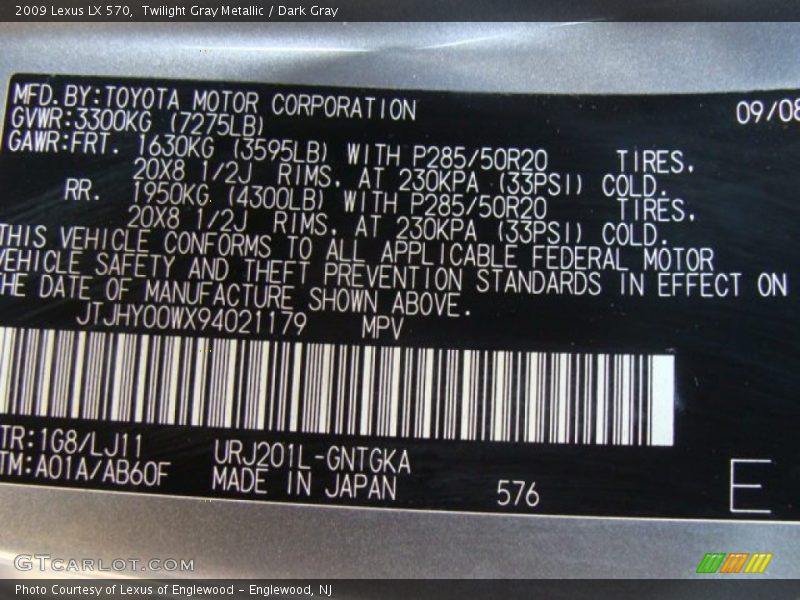 2009 Lexus LX 570, Twilight Gray Metallic / Dark Gray
MFD.BY:TOYOTA MOTOR CORPORATION 09/08
GVWR:3300KG (7275LB)
GAWR:FRT. 1630KG (3595LB) WITH P285/50R20 TIRES.
20X8 1/2J RIMS. AT 230KPA (33PSI) COLD.
RR. 1950KG (4300LB) WITH P285/50R20 TIRES.
20X8 1/2J RIMS. AT 230KPA (33PSI) COLD.
THIS VEHICLE CONFORMS TO ALL APPLICABLE FEDERAL MOTOR
VEHICLE SAFETY AND THEFT PREVENTION STANDARDS IN EFFECT ON
THE DATE OF MANUFACTURE SHOWN ABOVE.
JTJHY00WX94021179 MPV
TR:1G8/LJ11 URJ201L-GNTGKA
TM:A01A/AB60F MADE IN JAPAN 576 E
GTCARLOT.COM
Photo Courtesy of Lexus of Englewood – Englewood, NJ